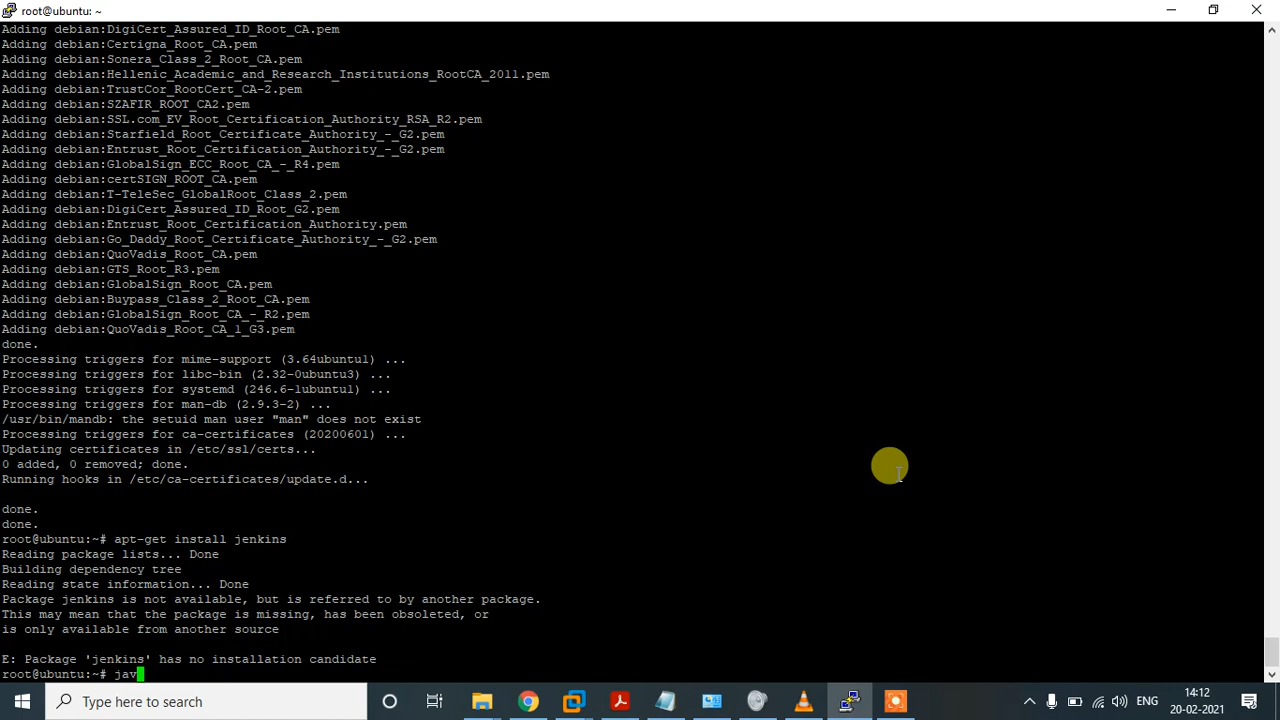 root@ubuntu: ~
Adding debian:DigiCert_Assured_ID_Root_CA.pem
Adding debian:Certigna_Root_CA.pem
Adding debian:Sonera_Class_2_Root_CA.pem
Adding debian:Hellenic_Academic_and_Research_Institutions_RootCA_2011.pem
Adding debian:TrustCor_RootCert_CA-2.pem
Adding debian:SZAFIR_ROOT_CA2.pem
Adding debian:SSL.com_EV_Root_Certification_Authority_RSA_R2.pem
Adding debian:Starfield_Root_Certificate_Authority_-_G2.pem
Adding debian:Entrust_Root_Certification_Authority_-_G2.pem
Adding debian:GlobalSign_ECC_Root_CA_-_R4.pem
Adding debian:certSIGN_ROOT_CA.pem
Adding debian:T-TeleSec_GlobalRoot_Class_2.pem
Adding debian:DigiCert_Assured_ID_Root_G2.pem
Adding debian:Entrust_Root_Certification_Authority.pem
Adding debian:Go_Daddy_Root_Certificate_Authority_-_G2.pem
Adding debian:QuoVadis_Root_CA.pem
Adding debian:GTS_Root_R3.pem
Adding debian:GlobalSign_Root_CA.pem
Adding debian:Buypass_Class_2_Root_CA.pem
Adding debian:GlobalSign_Root_CA_-_R2.pem
Adding debian:QuoVadis_Root_CA_1_G3.pem
done.
Processing triggers for mime-support (3.64ubuntu1) ...
Processing triggers for libc-bin (2.32-0ubuntu3) ...
Processing triggers for systemd (246.6-1ubuntu1) ...
Processing triggers for man-db (2.9.3-2) ...
/usr/bin/mandb: the setuid man user "man" does not exist
Processing triggers for ca-certificates (20200601) ...
Updating certificates in /etc/ssl/certs...
0 added, 0 removed; done.
Running hooks in /etc/ca-certificates/update.d...
done.
done.
root@ubuntu:~# apt-get install jenkins
Reading package lists... Done
Building dependency tree
Reading state information... Done
Package jenkins is not available, but is referred to by another package.
This may mean that the package is missing, has been obsoleted, or
is only available from another source
E: Package 'jenkins' has no installation candidate
root@ubuntu:~# jav
Type here to search
ENG
14:12
20-02-2021